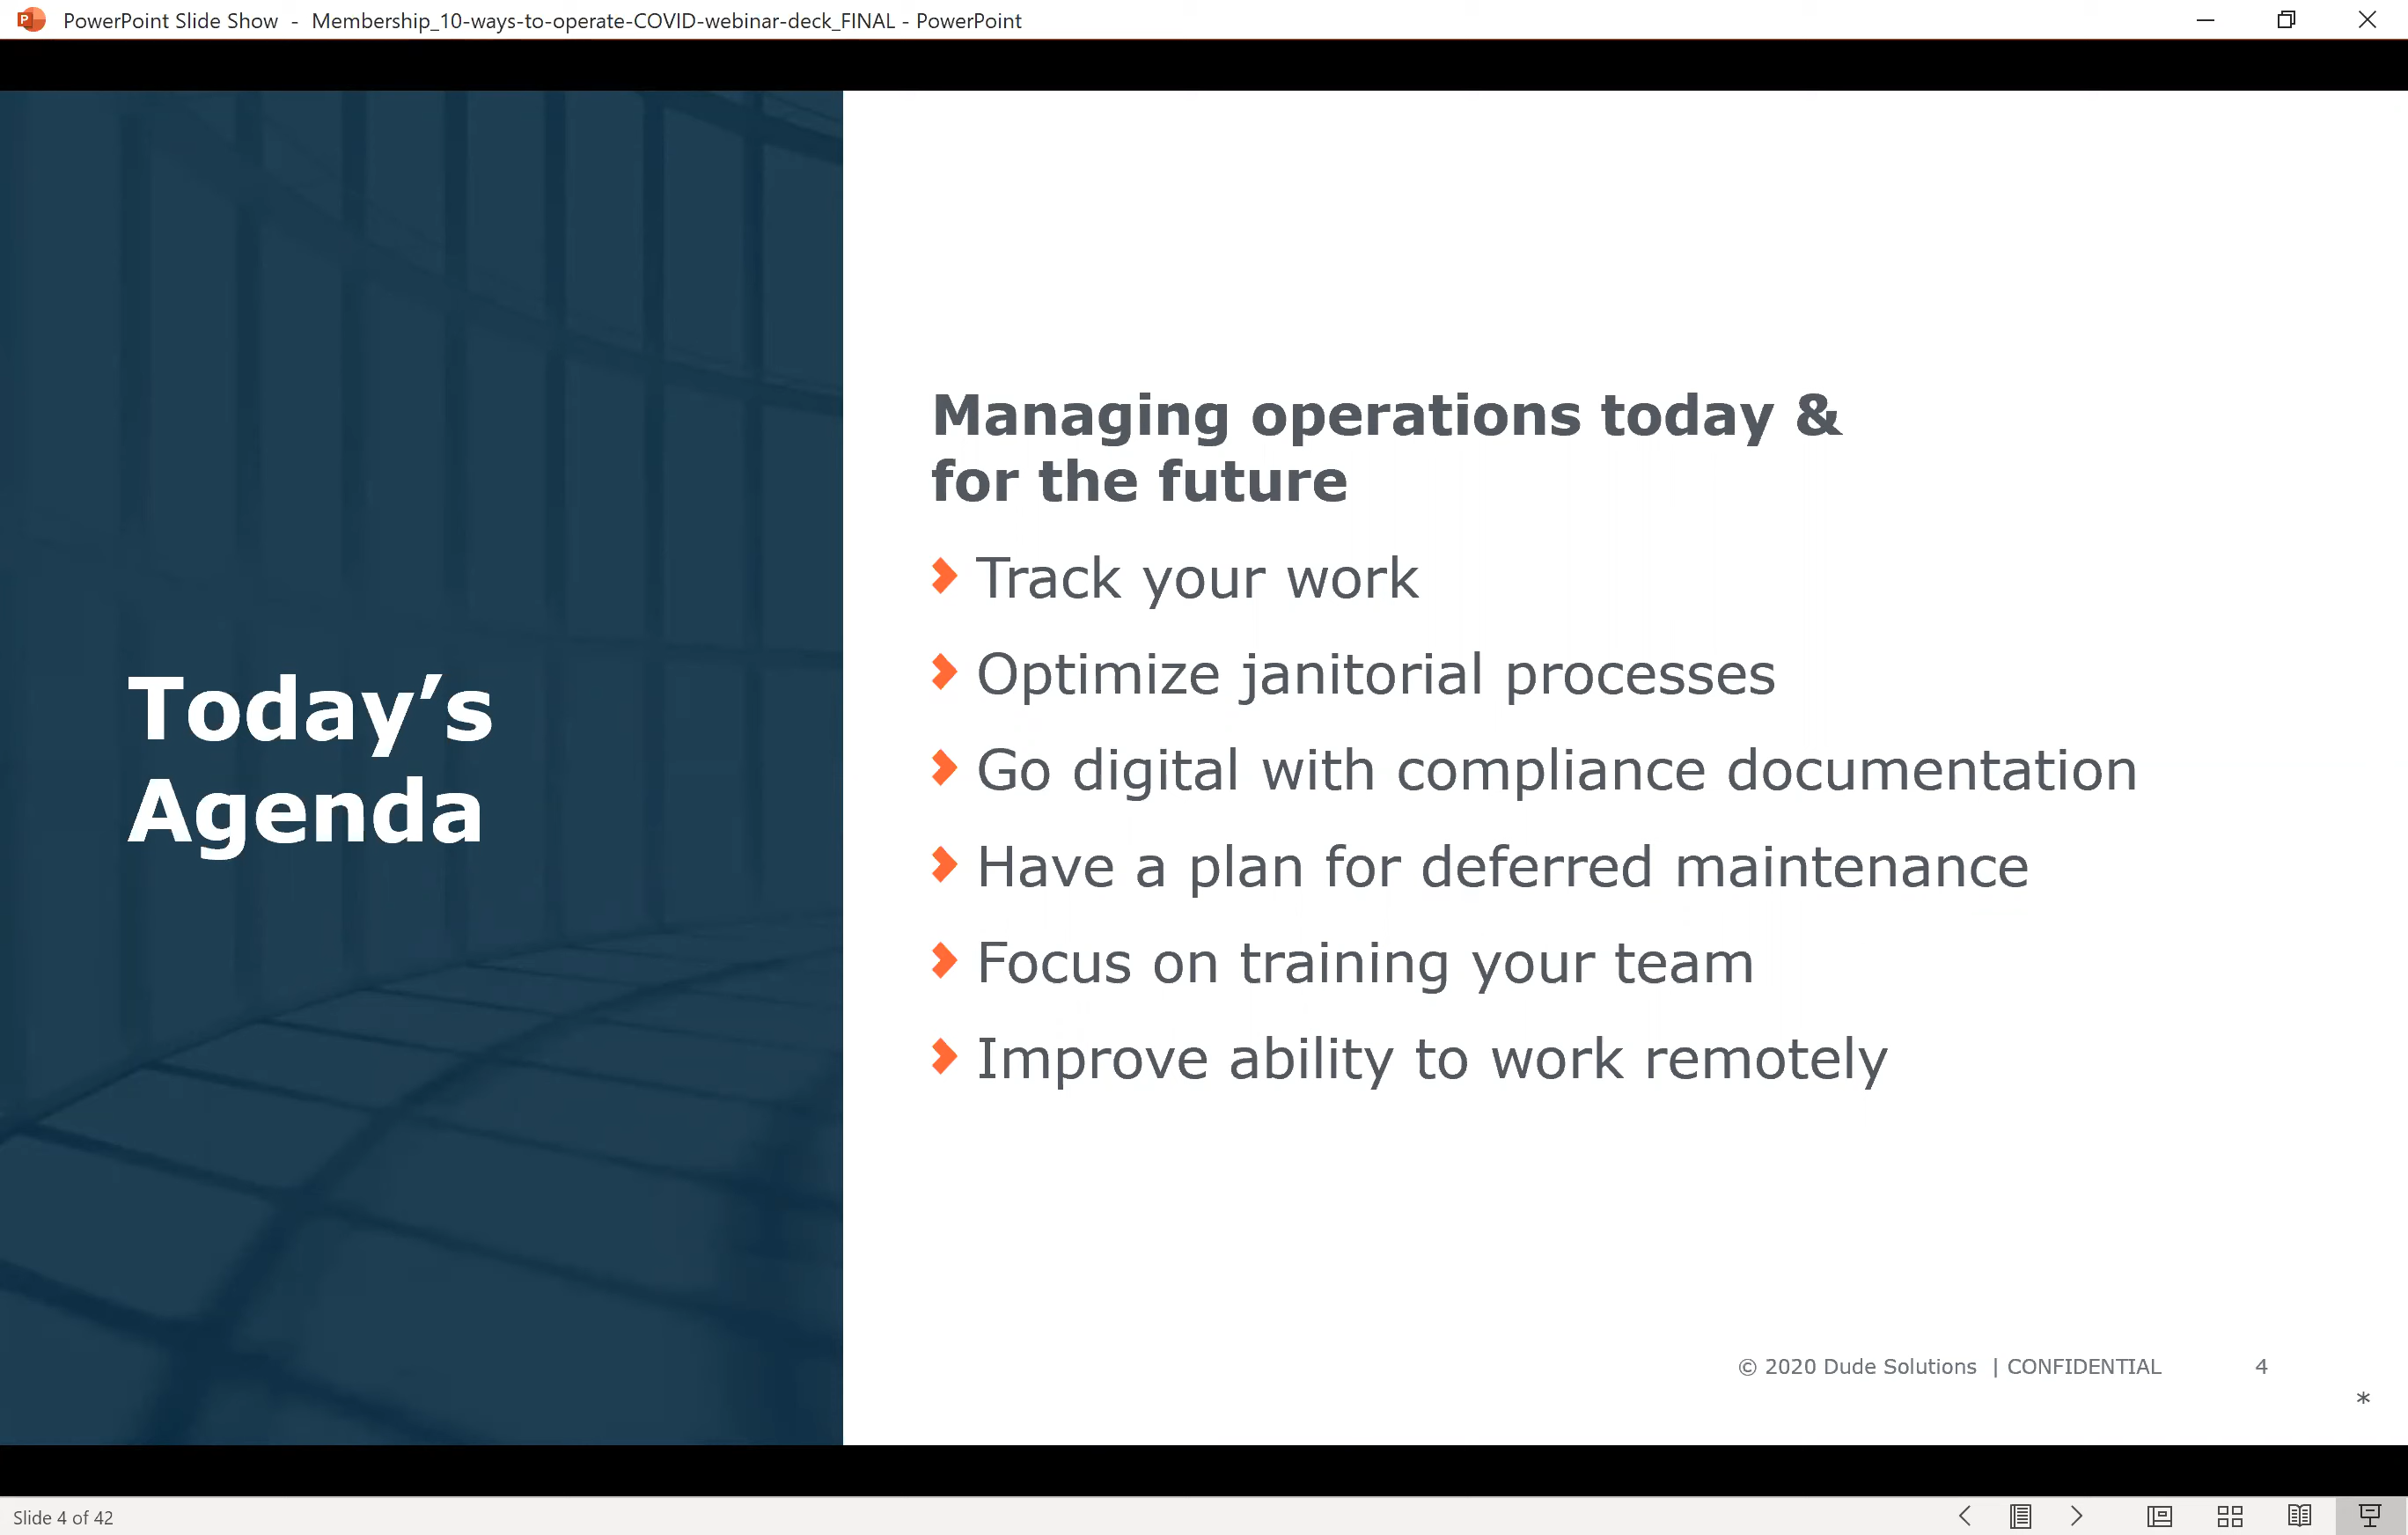 PowerPoint Slide Show - Membership_10-ways-to-operate-COVID-webinar-deck_FINAL - PowerPoint
Today’s
Agenda
Managing operations today &
for the future
Track your work
Optimize janitorial processes
Go digital with compliance documentation
Have a plan for deferred maintenance
Focus on training your team
Improve ability to work remotely
© 2020 Dude Solutions | CONFIDENTIAL 4
*
Slide 4 of 42